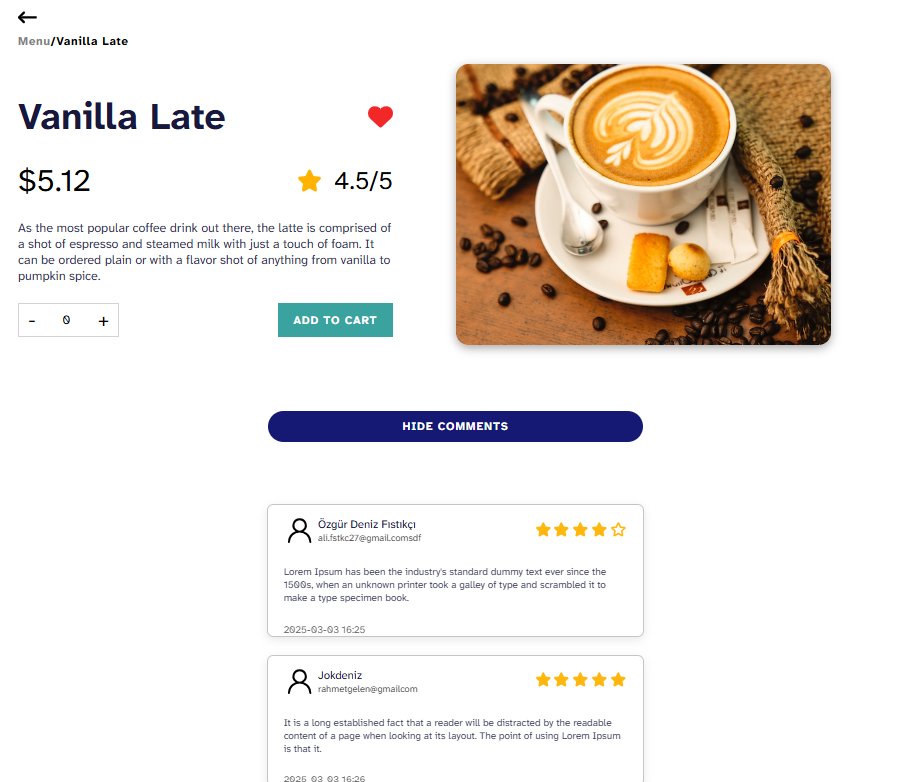 Menu/Vanilla Late
Vanilla Late
$5.12
4.5/5
As the most popular coffee drink out there, the latte is comprised of
a shot of espresso and steamed milk with just a touch of foam. It
can be ordered plain or with a flavor shot of anything from vanilla to
pumpkin spice.
- 0 +
ADD TO CART
HIDE COMMENTS
Özgür Deniz Fıstıkçı
ali.fstkc27@gmail.comsdf
Lorem Ipsum has been the industry's standard dummy text ever since the
1500s, when an unknown printer took a galley of type and scrambled it to
make a type specimen book.
2025-03-03 16:25
Jokdeniz
rahmetgelen@gmailcom
It is a long established fact that a reader will be distracted by the readable
content of a page when looking at its layout. The point of using Lorem Ipsum
is that it.
2025-03-03 16:26